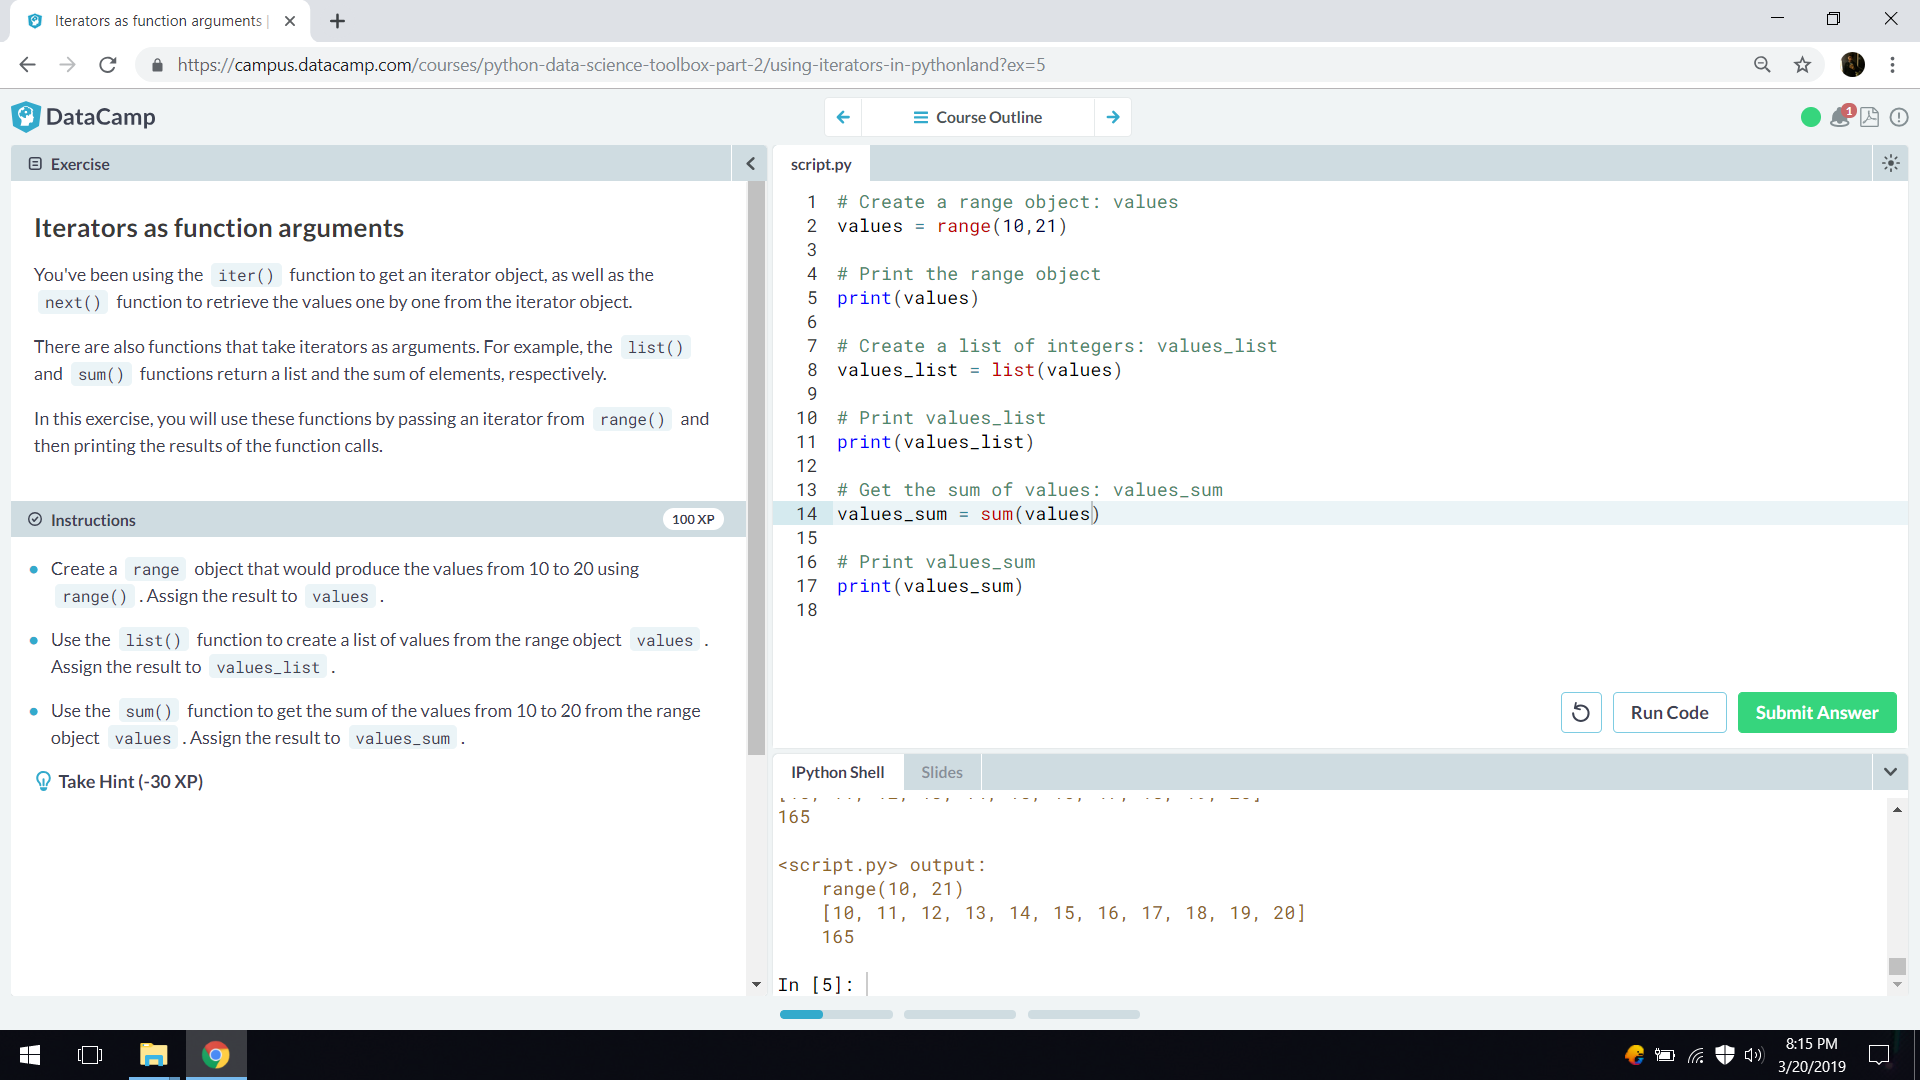 Iterators as function arguments |
https://campus.datacamp.com/courses/python-data-science-toolbox-part-2/using-iterators-in-pythonland?ex=5
DataCamp
Course Outline
1
Exercise
Iterators as function arguments
You've been using the iter() function to get an iterator object, as well as the
next() function to retrieve the values one by one from the iterator object.
There are also functions that take iterators as arguments. For example, the list()
and sum() functions return a list and the sum of elements, respectively.
In this exercise, you will use these functions by passing an iterator from range() and
then printing the results of the function calls.
Instructions
100 XP
Create a range object that would produce the values from 10 to 20 using
range() . Assign the result to values .
Use the list() function to create a list of values from the range object values .
Assign the result to values_list .
Use the sum() function to get the sum of the values from 10 to 20 from the range
object values . Assign the result to values_sum .
Take Hint (-30 XP)
script.py
1 # Create a range object: values
2 values = range(10,21)
3
4 # Print the range object
5 print(values)
6
7 # Create a list of integers: values_list
8 values_list = list(values)
9
10 # Print values_list
11 print(values_list)
12
13 # Get the sum of values: values_sum
14 values_sum = sum(values)
15
16 # Print values_sum
17 print(values_sum)
18
Run Code
Submit Answer
IPython Shell
Slides
165
<script.py> output:
range(10, 21)
[10, 11, 12, 13, 14, 15, 16, 17, 18, 19, 20]
165
In [5]:
8:15 PM
3/20/2019